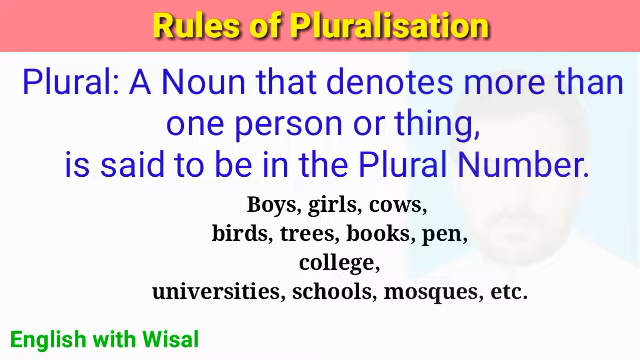 Rules of Pluralisation
Plural: A Noun that denotes more than
one person or thing,
is said to be in the Plural Number.
Boys, girls, cows,
birds, trees, books, pen,
college,
universities, schools, mosques, etc.
English with Wisal